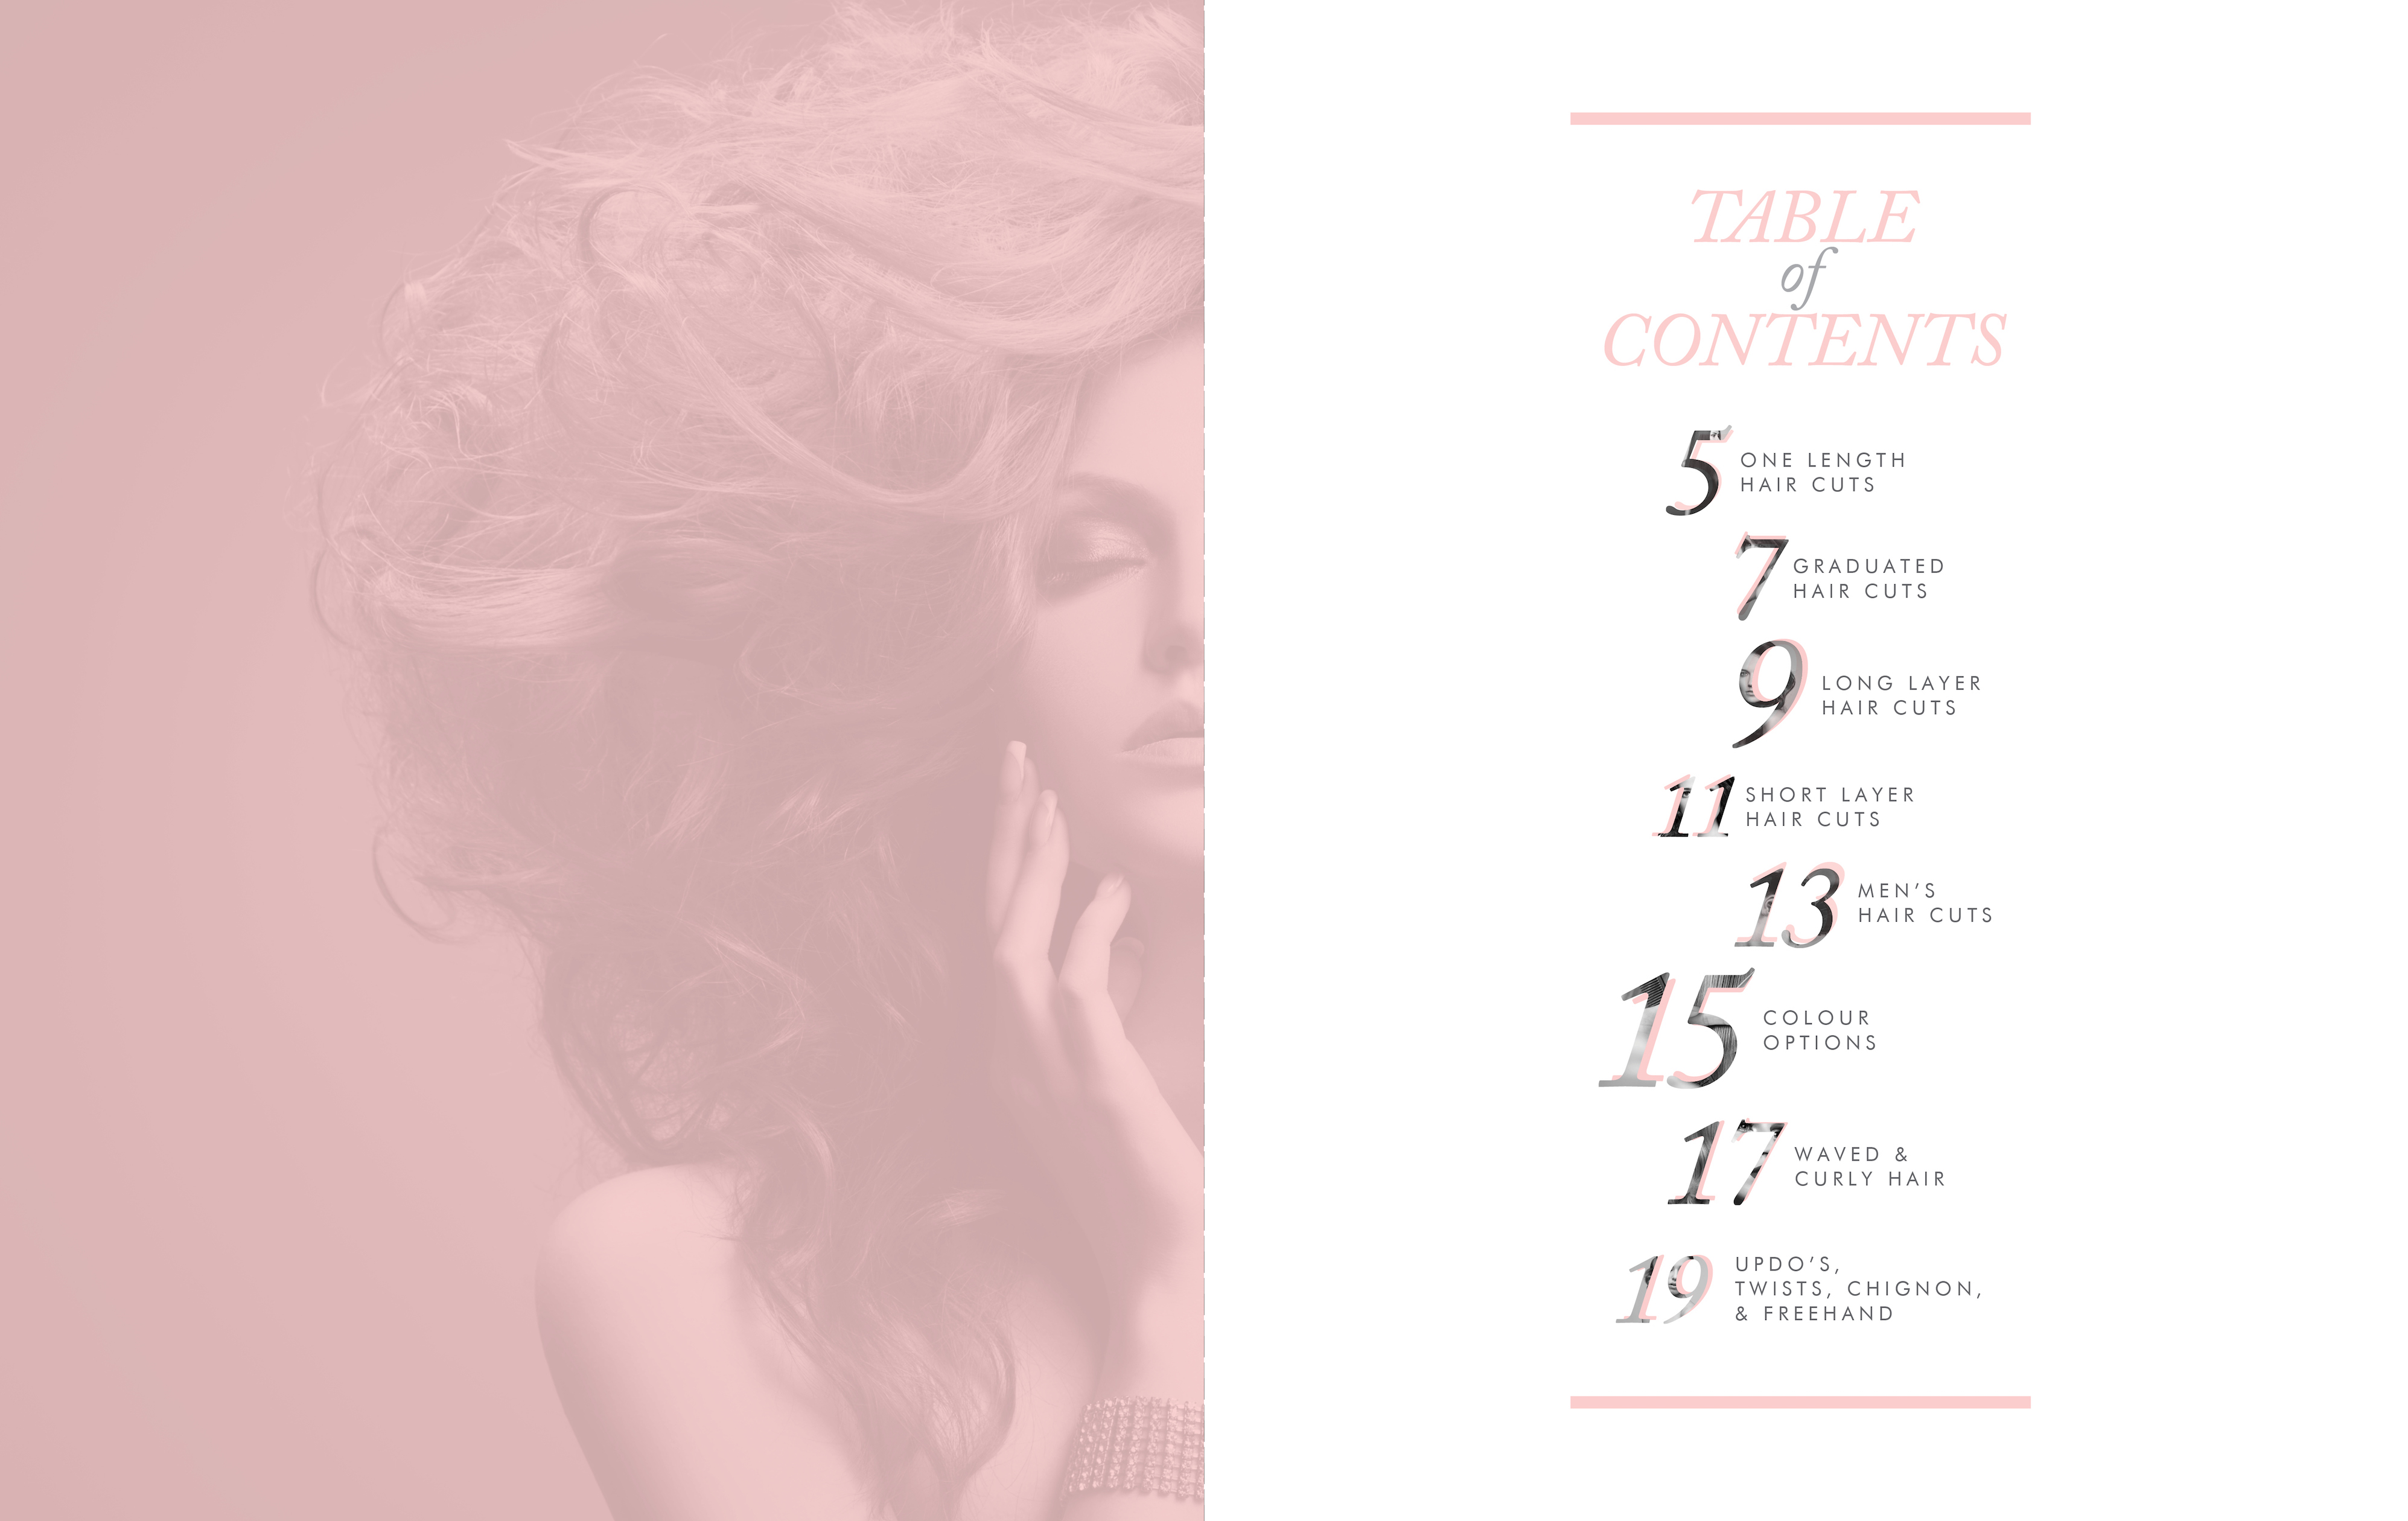 TABLE
of
CONTENTS
5 ONE LENGTH
HAIR CUTS
7 GRADUATED
HAIR CUTS
9 LONG LAYER
HAIR CUTS
11 SHORT LAYER
HAIR CUTS
13 MEN'S
HAIR CUTS
15 COLOUR
OPTIONS
17 WAVED &
CURLY HAIR
19 UPDO'S,
TWISTS, CHIGNON,
& FREEHAND